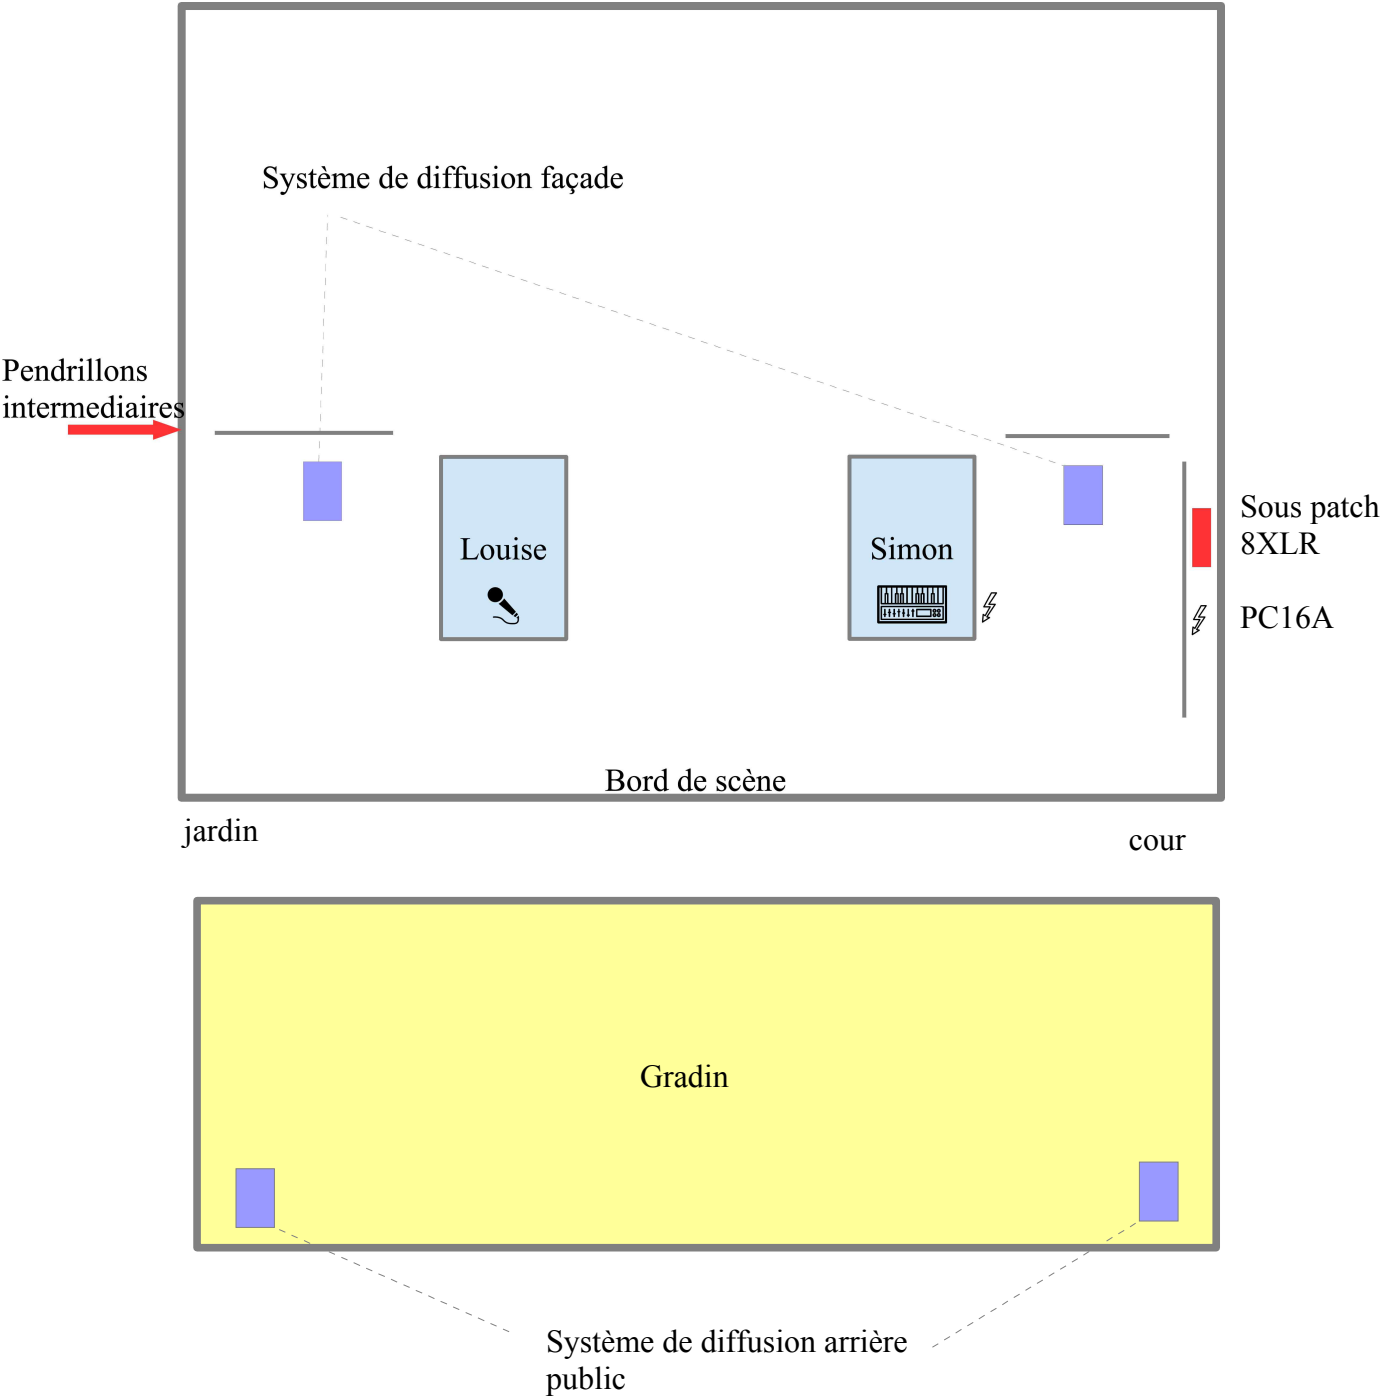 Système de diffusion façade
Pendrillons
intermediaires
Louise
Simon
Sous patch
8XLR
PC16A
Bord de scène
jardin
cour
Gradin
Système de diffusion arrière
public